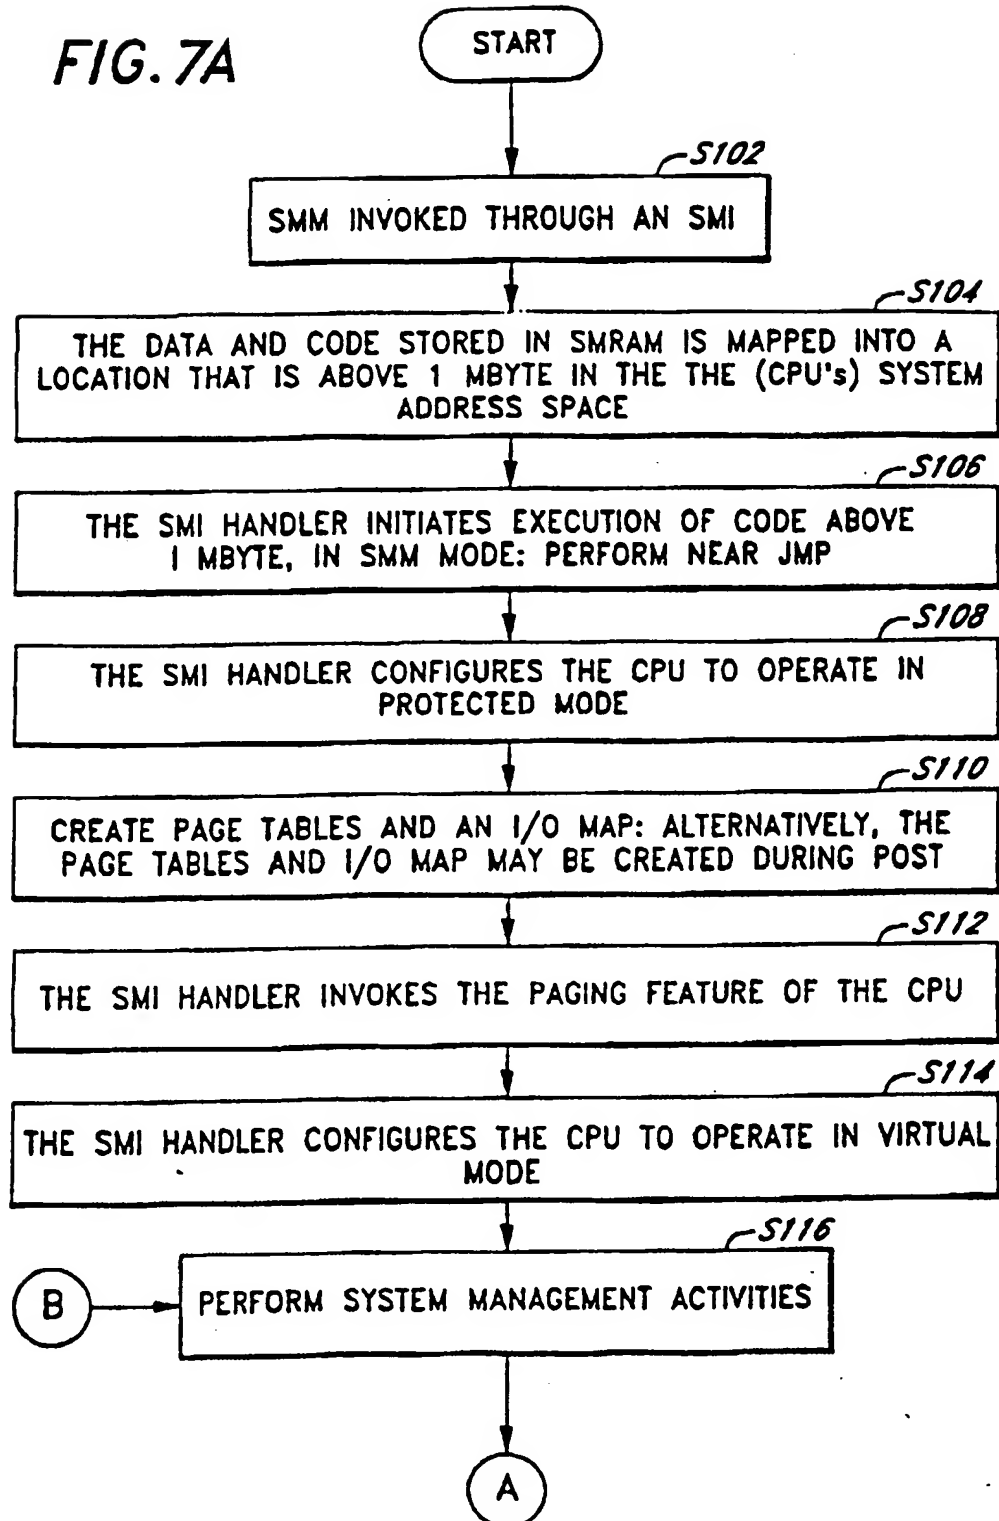 FIG. 7A
START
S102
SMM INVOKED THROUGH AN SMI
S104
THE DATA AND CODE STORED IN SMRAM IS MAPPED INTO A
LOCATION THAT IS ABOVE 1 MBYTE IN THE THE (CPU's) SYSTEM
ADDRESS SPACE
S106
THE SMI HANDLER INITIATES EXECUTION OF CODE ABOVE
1 MBYTE, IN SMM MODE: PERFORM NEAR JMP
S108
THE SMI HANDLER CONFIGURES THE CPU TO OPERATE IN
PROTECTED MODE
S110
CREATE PAGE TABLES AND AN I/O MAP: ALTERNATIVELY, THE
PAGE TABLES AND I/O MAP MAY BE CREATED DURING POST
S112
THE SMI HANDLER INVOKES THE PAGING FEATURE OF THE CPU
S114
THE SMI HANDLER CONFIGURES THE CPU TO OPERATE IN VIRTUAL
MODE
S116
B
PERFORM SYSTEM MANAGEMENT ACTIVITIES
A